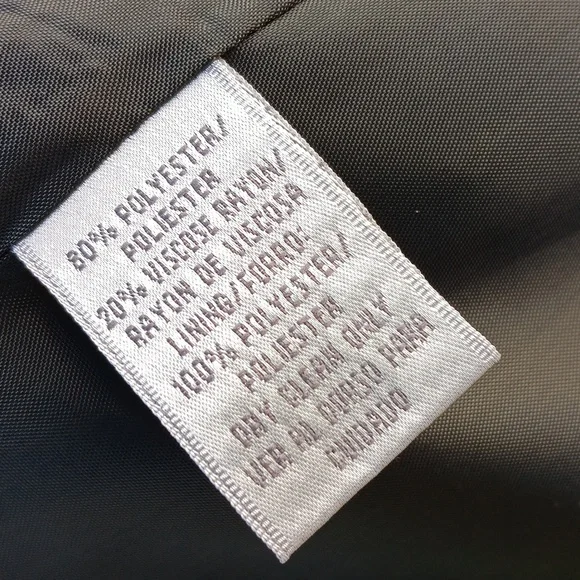 80% POLYESTER/
POLIESTER
20% VISCOSE RAYON/
RAYON DE VISCOSA
LINING/FORRO:
100% POLYESTER/
POLIESTER
DRY CLEAN ONLY
VER AL DORSO PARA
CUIDADO